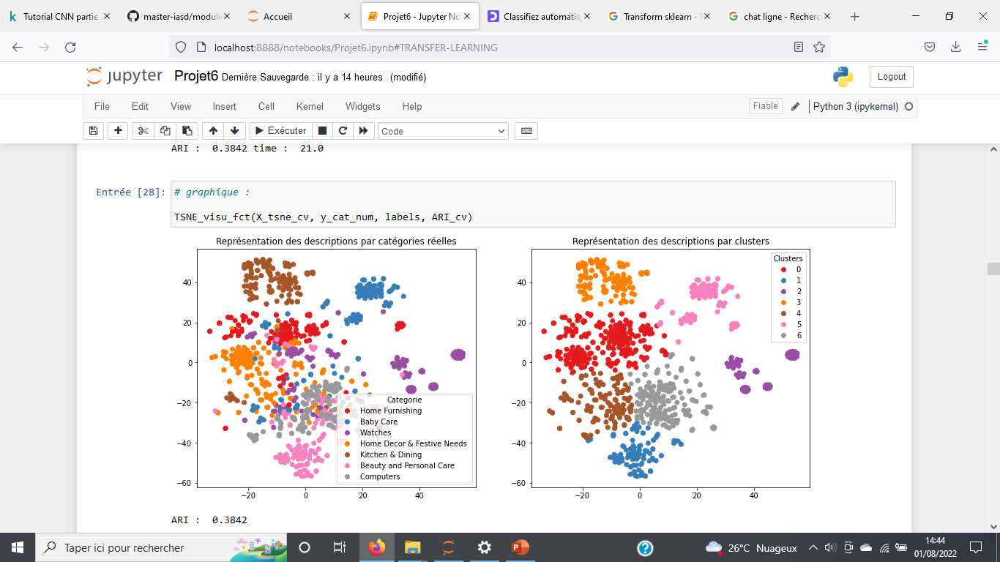 Tutorial CNN partie
master-iasd/module
Accueil
Projet6 - Jupyter No
Classifiez automatiq
Transform sklearn -
chat ligne - Recherc
localhost:8888/notebooks/Projet6.ipynb#TRANSFER-LEARNING
jupyter Projet6 Dernière Sauvegarde : il y a 14 heures (modifié)
Logout
File Edit View Insert Cell Kernel Widgets Help
Fiable
Python 3 (ipykernel)
Exécuter
Code
ARI : 0.3842 time : 21.0
Entrée [28]:
# graphique :
TSNE_visu_fct(X_tsne_cv, y_cat_num, labels, ARI_cv)
Représentation des descriptions par catégories réelles
40
20
0
−20
−40
−60
−20 0 20 40
Categorie
Home Furnishing
Baby Care
Watches
Home Decor & Festive Needs
Kitchen & Dining
Beauty and Personal Care
Computers
Représentation des descriptions par clusters
40
20
0
−20
−40
−60
−20 0 20 40
Clusters
0
1
2
3
4
5
6
ARI : 0.3842
Taper ici pour rechercher
26°C Nuageux
14:44
01/08/2022